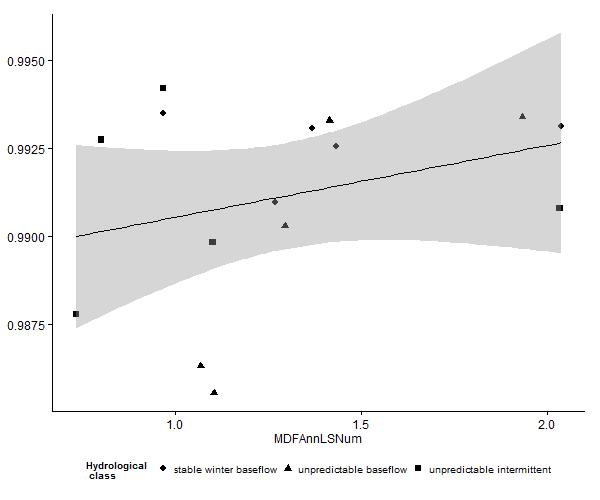 0.9950
0.9925
0.9900
0.9875
1.0 1.5 2.0
MDFAnnLSNum
Hydrological
class
stable winter baseflow unpredictable baseflow unpredictable intermittent